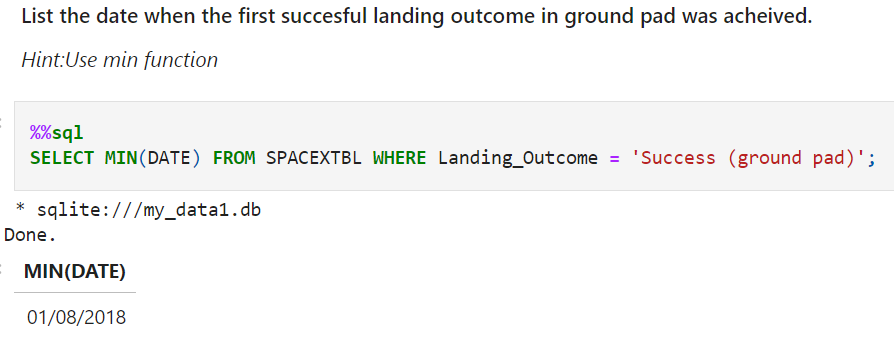 List the date when the first succesful landing outcome in ground pad was acheived.
Hint:Use min function
%%sql
SELECT MIN(DATE) FROM SPACEXTBL WHERE Landing_Outcome = 'Success (ground pad)';
* sqlite:///my_data1.db
Done.
MIN(DATE)
01/08/2018